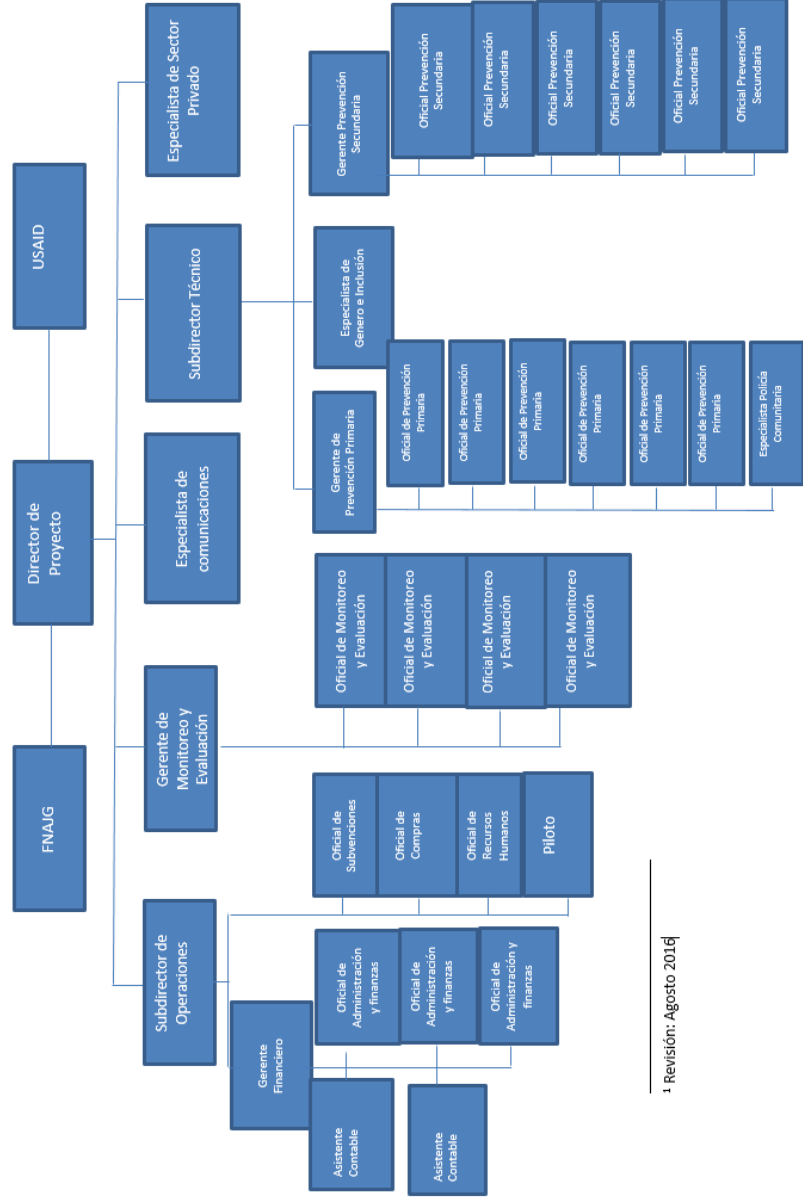 FNAJG
Director de
Proyecto
USAID
Subdirector de
Operaciones
Gerente de
Monitoreo y
Evaluación
Especialista de
comunicaciones
Subdirector Técnico
Especialista de Sector
Privado
Gerente
Financiero
Asistente
Contable
Asistente
Contable
Oficial de
Administración
y finanzas
Oficial de
Administración
y finanzas
Oficial de
Administración y
finanzas
Oficial de
Subvenciones
Oficial de
Compras
Oficial de
Recursos
Humanos
Piloto
Oficial de Monitoreo
y Evaluación
Oficial de Monitoreo
y Evaluación
Oficial de Monitoreo
y Evaluación
Oficial de Monitoreo
y Evaluación
Gerente de
Prevención Primaria
Oficial de Prevención
Primaria
Oficial de Prevención
Primaria
Oficial de Prevención
Primaria
Oficial de Prevención
Primaria
Oficial de Prevención
Primaria
Oficial de Prevención
Primaria
Especialista Policía
Comunitaria
Especialista de
Genero e Inclusión
Gerente Prevención
Secundaria
Oficial Prevención
Secundaria
Oficial Prevención
Secundaria
Oficial Prevención
Secundaria
Oficial Prevención
Secundaria
Oficial Prevención
Secundaria
Oficial Prevención
Secundaria
1 Revisión: Agosto 2016